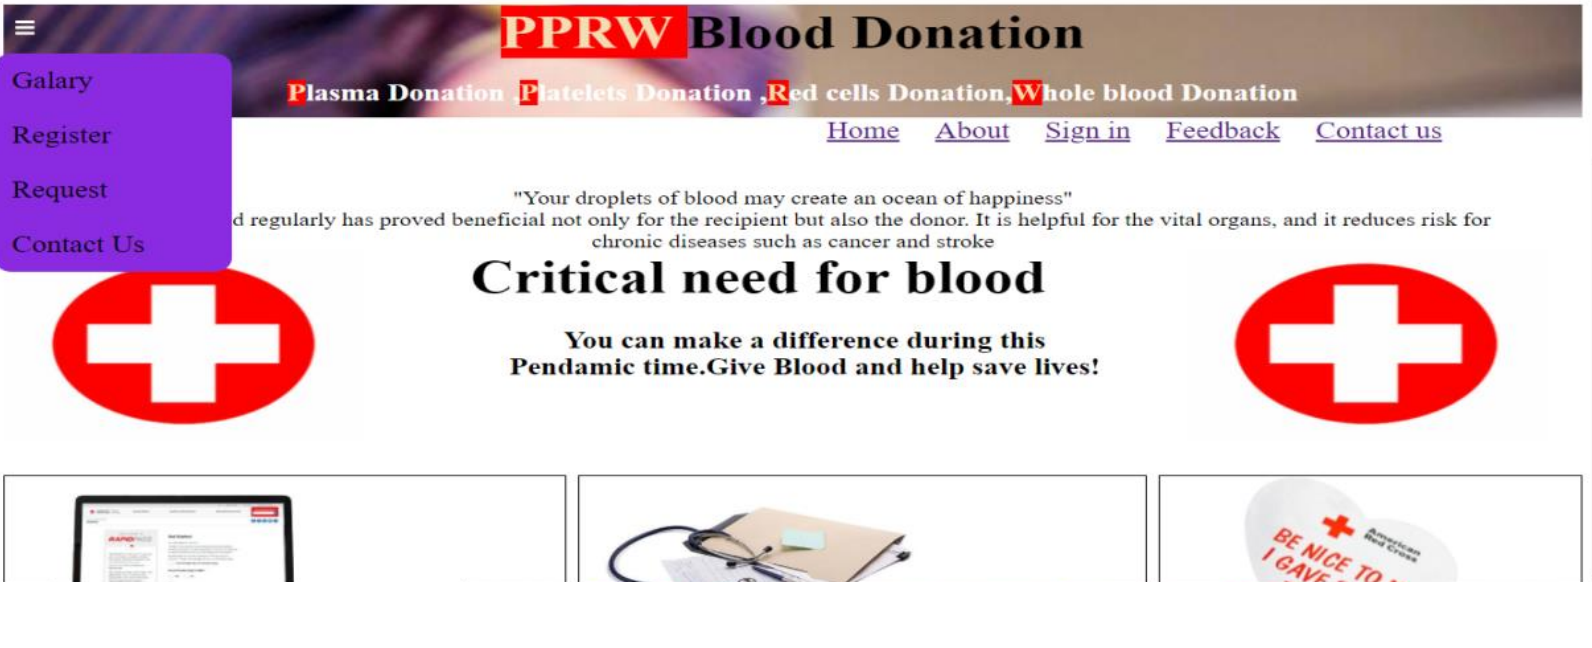 PPRW Blood Donation
Plasma Donation ,Platelets Donation ,Red cells Donation,Whole blood Donation
Galary
Register
Request
Contact Us
Home About Sign in Feedback Contact us
"Your droplets of blood may create an ocean of happiness"
d regularly has proved beneficial not only for the recipient but also the donor. It is helpful for the vital organs, and it reduces risk for
chronic diseases such as cancer and stroke
Critical need for blood
You can make a difference during this
Pendamic time.Give Blood and help save lives!
RAPIDPASS
American
Red Cross
BE NICE TO
I GAVE